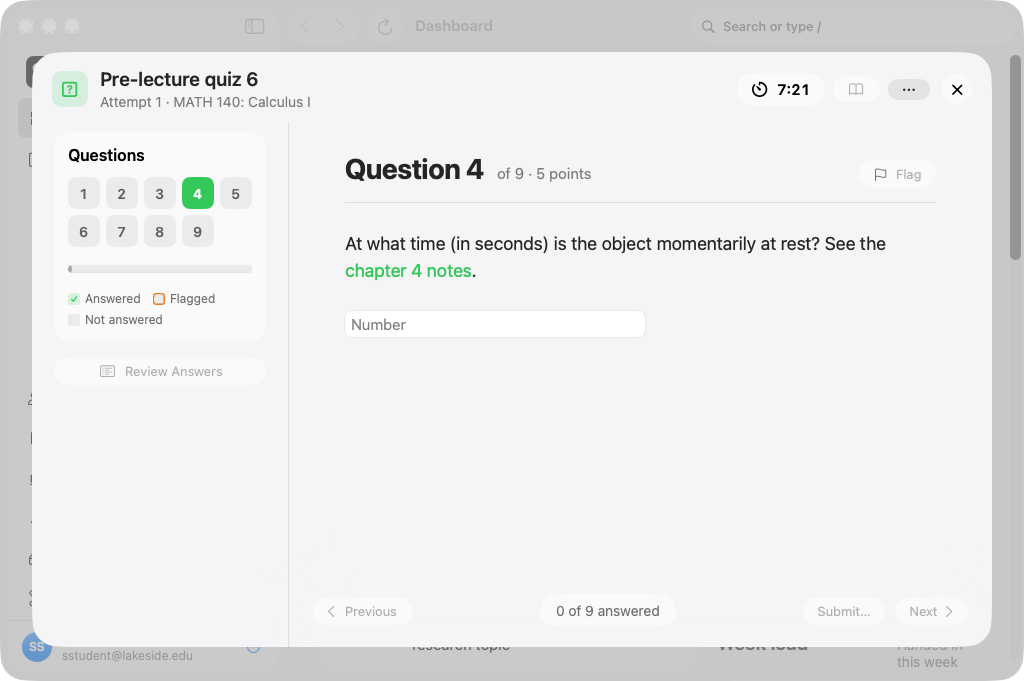 Dashboard
Search or type /
Pre-lecture quiz 6
Attempt 1 · MATH 140: Calculus I
7:21
Questions
1 2 3 4 5
6 7 8 9
Answered Flagged
Not answered
Review Answers
Question 4 of 9 · 5 points
Flag
At what time (in seconds) is the object momentarily at rest? See the
chapter 4 notes.
Number
Previous
0 of 9 answered
Submit...
Next
SS
sstudent@lakeside.edu
research topic
Week load
Handed in
this week